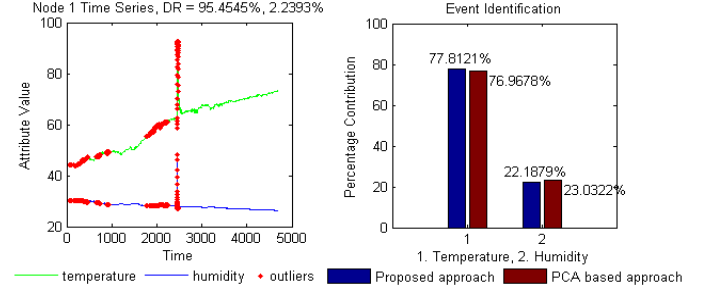 Node 1 Time Series, DR = 95.4545%, 2.2393%
100
80
60
40
20
0
1000
2000
3000
4000
5000
Attribute Value
Time
Event Identification
100
80
60
40
20
0
Percentage Contribution
77.8121%
76.9678%
22.1879%
23.0322%
1
2
1. Temperature, 2. Humidity
temperature
humidity
outliers
Proposed approach
PCA based approach